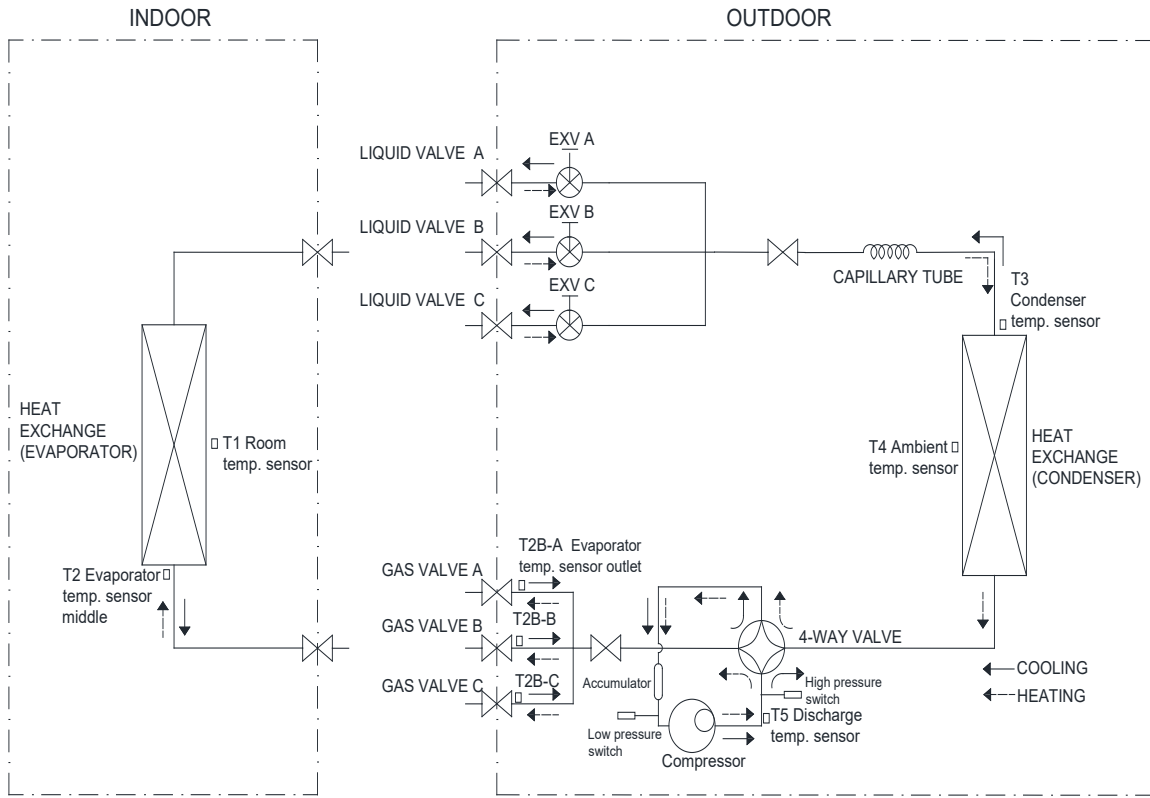 INDOOR
OUTDOOR
LIQUID VALVE A
EXV A
LIQUID VALVE B
EXV B
LIQUID VALVE C
EXV C
CAPILLARY TUBE
T3
Condenser
temp. sensor
HEAT
EXCHANGE
(EVAPORATOR)
T1 Room
temp. sensor
T4 Ambient
temp. sensor
HEAT
EXCHANGE
(CONDENSER)
T2 Evaporator
temp. sensor
middle
GAS VALVE A
T2B-A Evaporator
temp. sensor outlet
GAS VALVE B
T2B-B
GAS VALVE C
T2B-C
4-WAY VALVE
Accumulator
High pressure
switch
Low pressure
switch
T5 Discharge
temp. sensor
Compressor
COOLING
HEATING